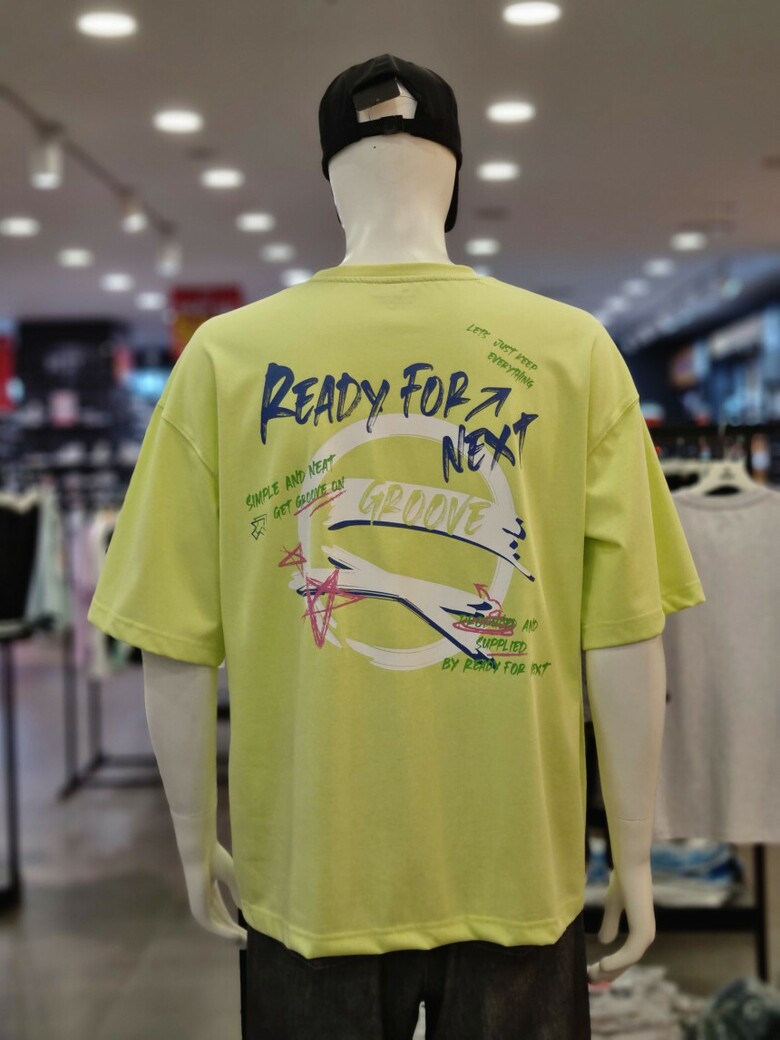 LETS JUST KEEP
EVERYTHING
READY FOR
NEXT
SIMPLE AND NEAT
GET GROOVE ON
GROOVE
AND
SUPPLIED
BY READY FOR EXT